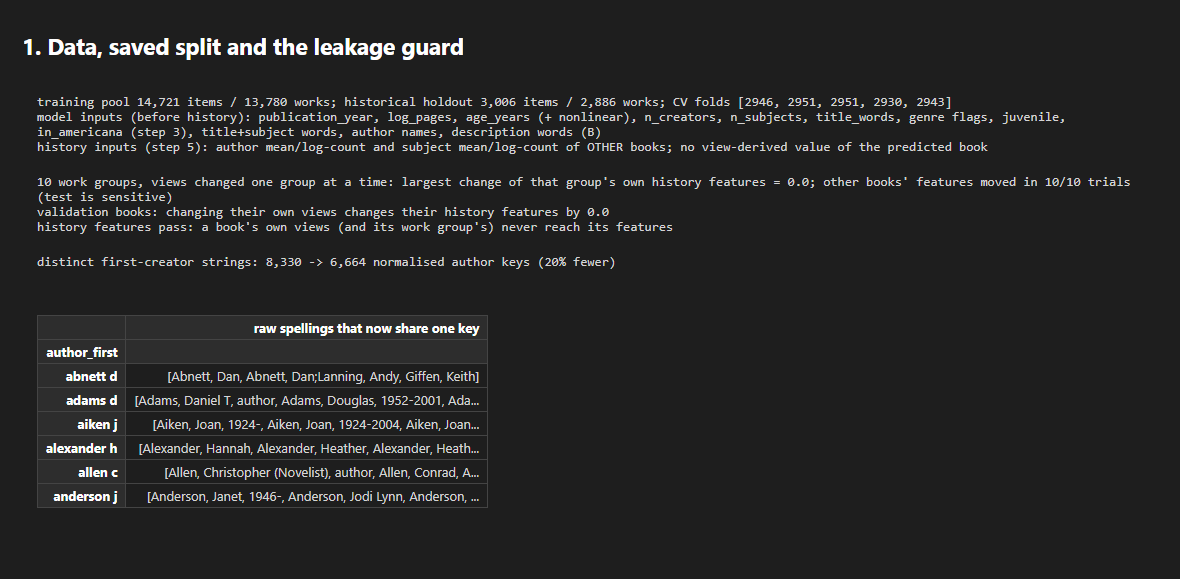 1. Data, saved split and the leakage guard
training pool 14,721 items / 13,780 works; historical holdout 3,006 items / 2,886 works; CV folds [2946, 2951, 2951, 2930, 2943]
model inputs (before history): publication_year, log_pages, age_years (+ nonlinear), n_creators, n_subjects, title_words, genre flags, juvenile,
in_americana (step 3), title+subject words, author names, description words (B)
history inputs (step 5): author mean/log-count and subject mean/log-count of OTHER books; no view-derived value of the predicted book
10 work groups, views changed one group at a time: largest change of that group's own history features = 0.0; other books' features moved in 10/10 trials
(test is sensitive)
validation books: changing their own views changes their history features by 0.0
history features pass: a book's own views (and its work group's) never reach its features
distinct first-creator strings: 8,330 -> 6,664 normalised author keys (20% fewer)
raw spellings that now share one key
author_first
abnett d [Abnett, Dan, Abnett, Dan;Lanning, Andy, Giffen, Keith]
adams d [Adams, Daniel T, author, Adams, Douglas, 1952-2001, Ada...
aiken j [Aiken, Joan, 1924-, Aiken, Joan, 1924-2004, Aiken, Joan...
alexander h [Alexander, Hannah, Alexander, Heather, Alexander, Heath...
allen c [Allen, Christopher (Novelist), author, Allen, Conrad, A...
anderson j [Anderson, Janet, 1946-, Anderson, Jodi Lynn, Anderson, ...